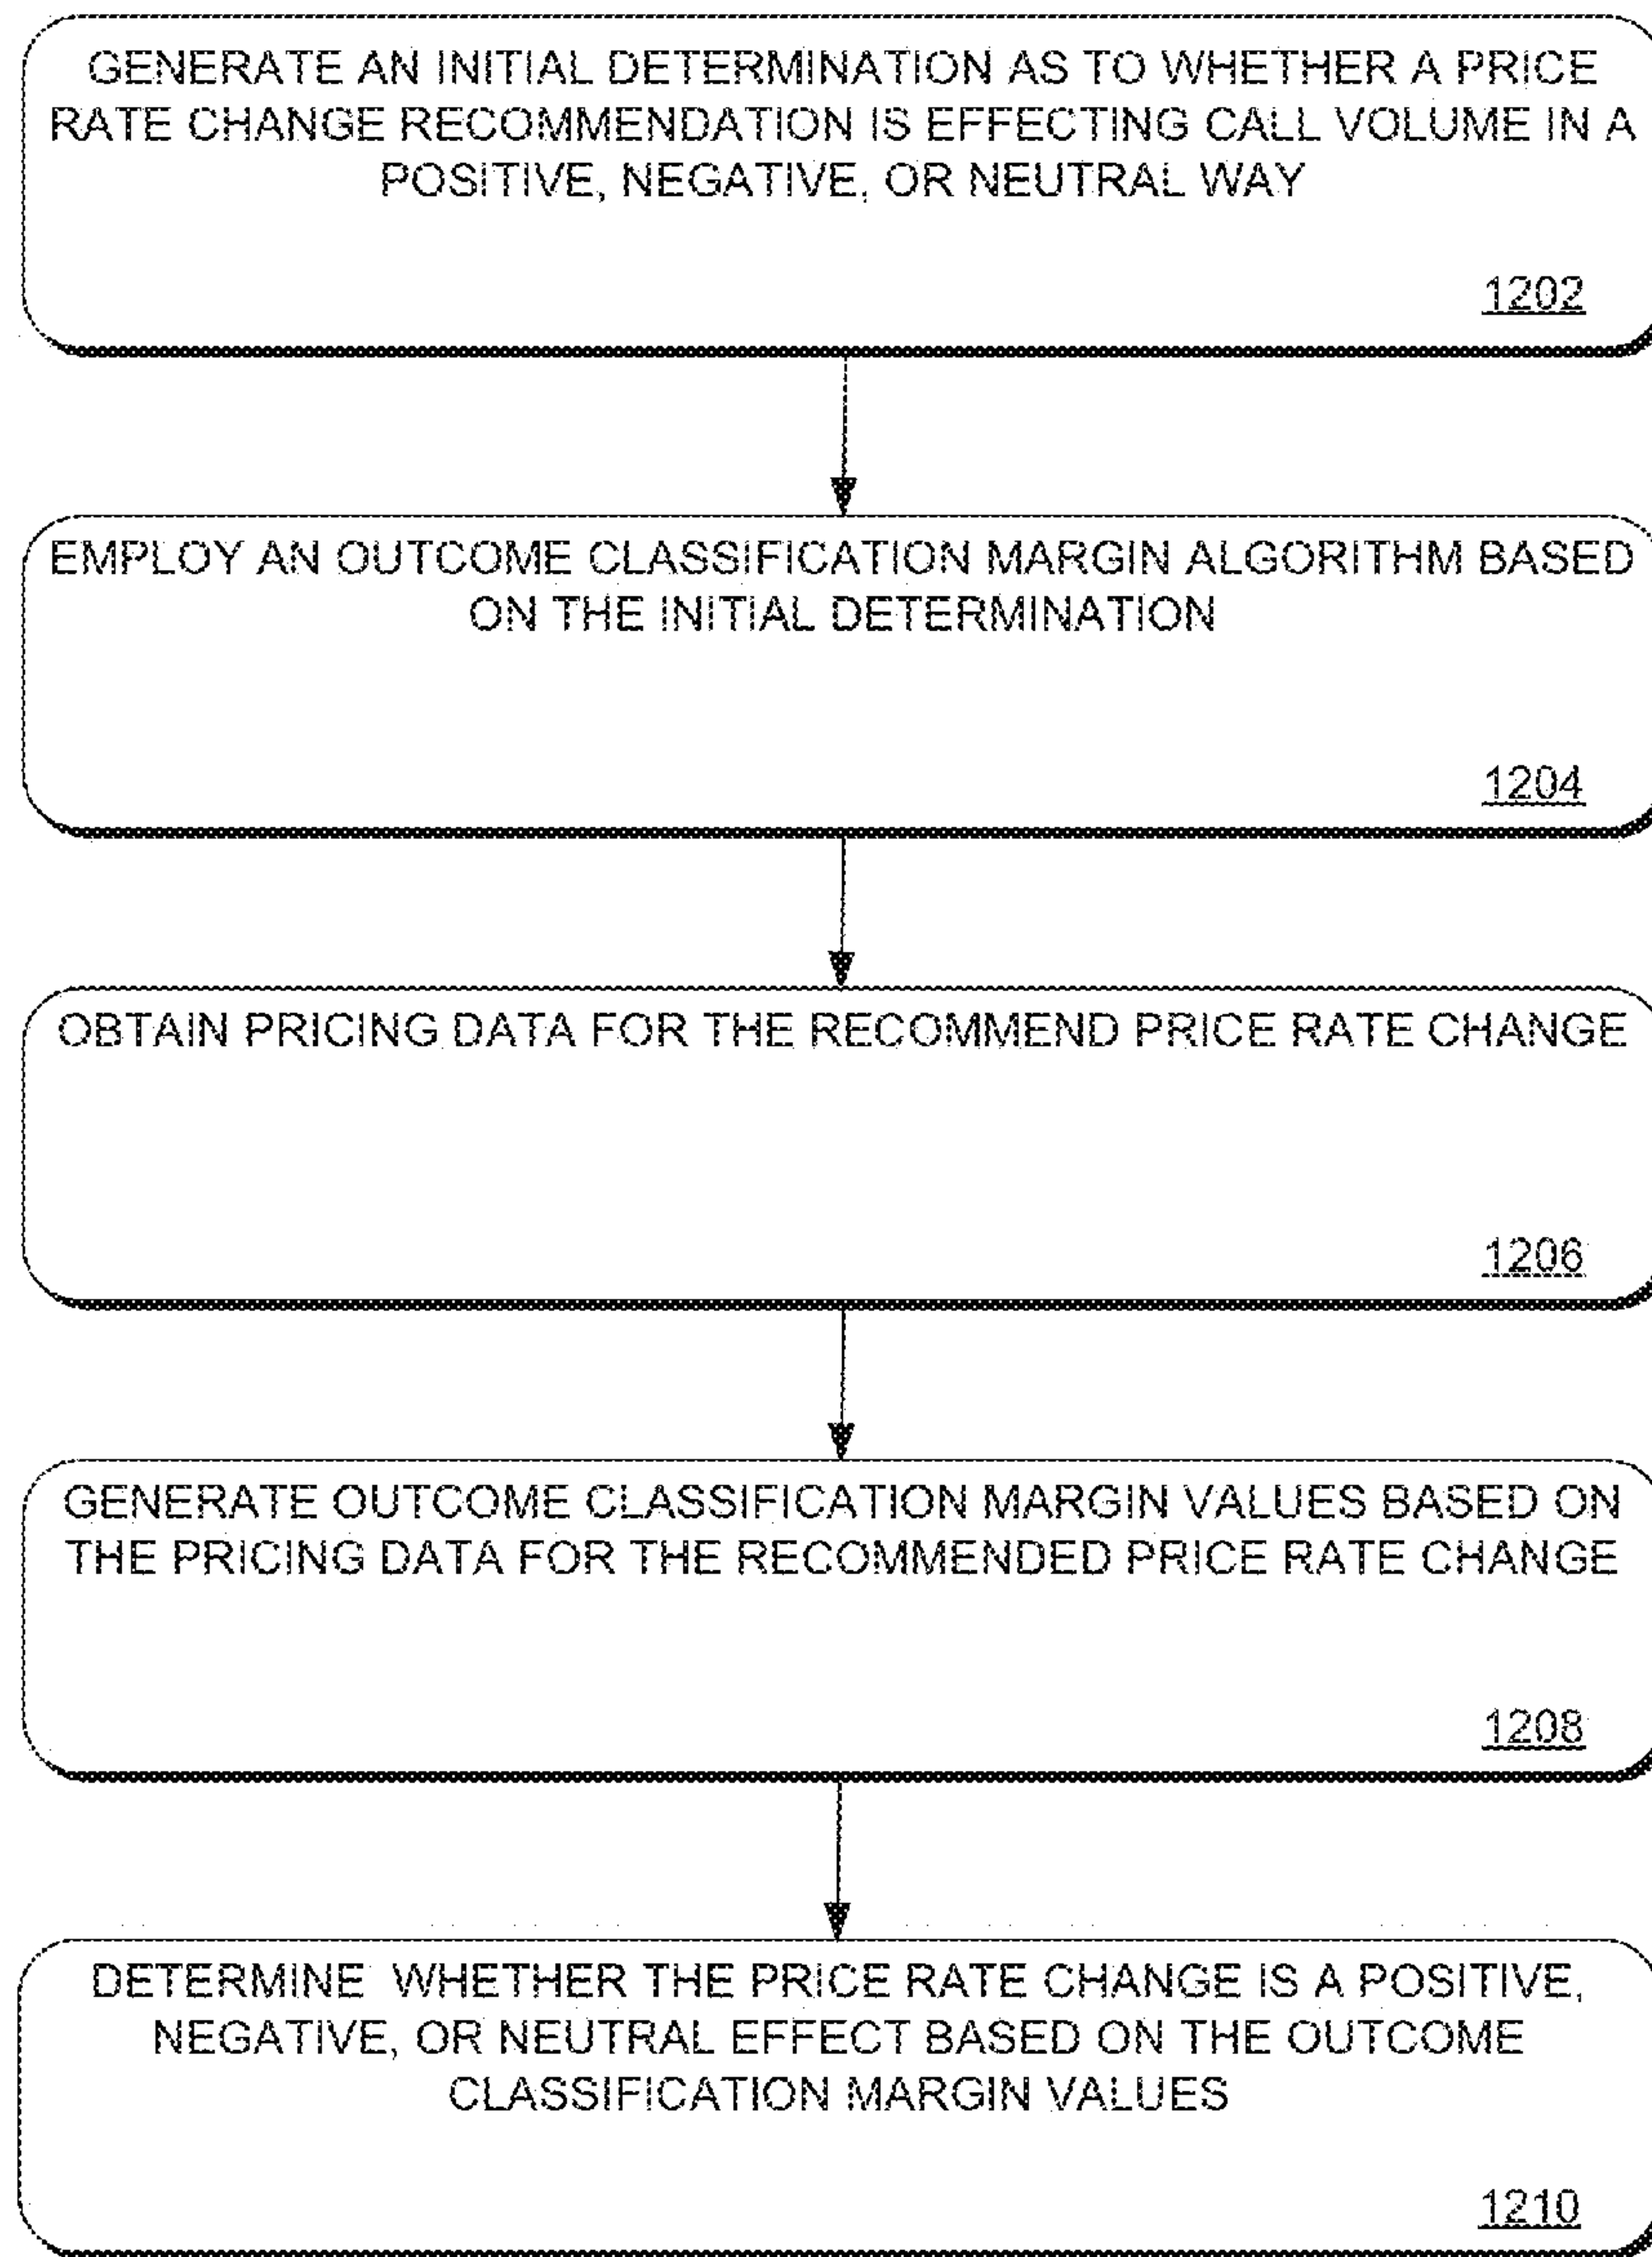 GENERATE AN INITIAL DETERMINATION AS TO WHETHER A PRICE
RATE CHANGE RECOMMENDATION IS EFFECTING CALL VOLUME IN A
POSITIVE, NEGATIVE, OR NEUTRAL WAY
1202
EMPLOY AN OUTCOME CLASSIFICATION MARGIN ALGORITHM BASED
ON THE INITIAL DETERMINATION
1204
OBTAIN PRICING DATA FOR THE RECOMMEND PRICE RATE CHANGE
1206
GENERATE OUTCOME CLASSIFICATION MARGIN VALUES BASED ON
THE PRICING DATA FOR THE RECOMMENDED PRICE RATE CHANGE
1208
DETERMINE WHETHER THE PRICE RATE CHANGE IS A POSITIVE,
NEGATIVE, OR NEUTRAL EFFECT BASED ON THE OUTCOME
CLASSIFICATION MARGIN VALUES
1210